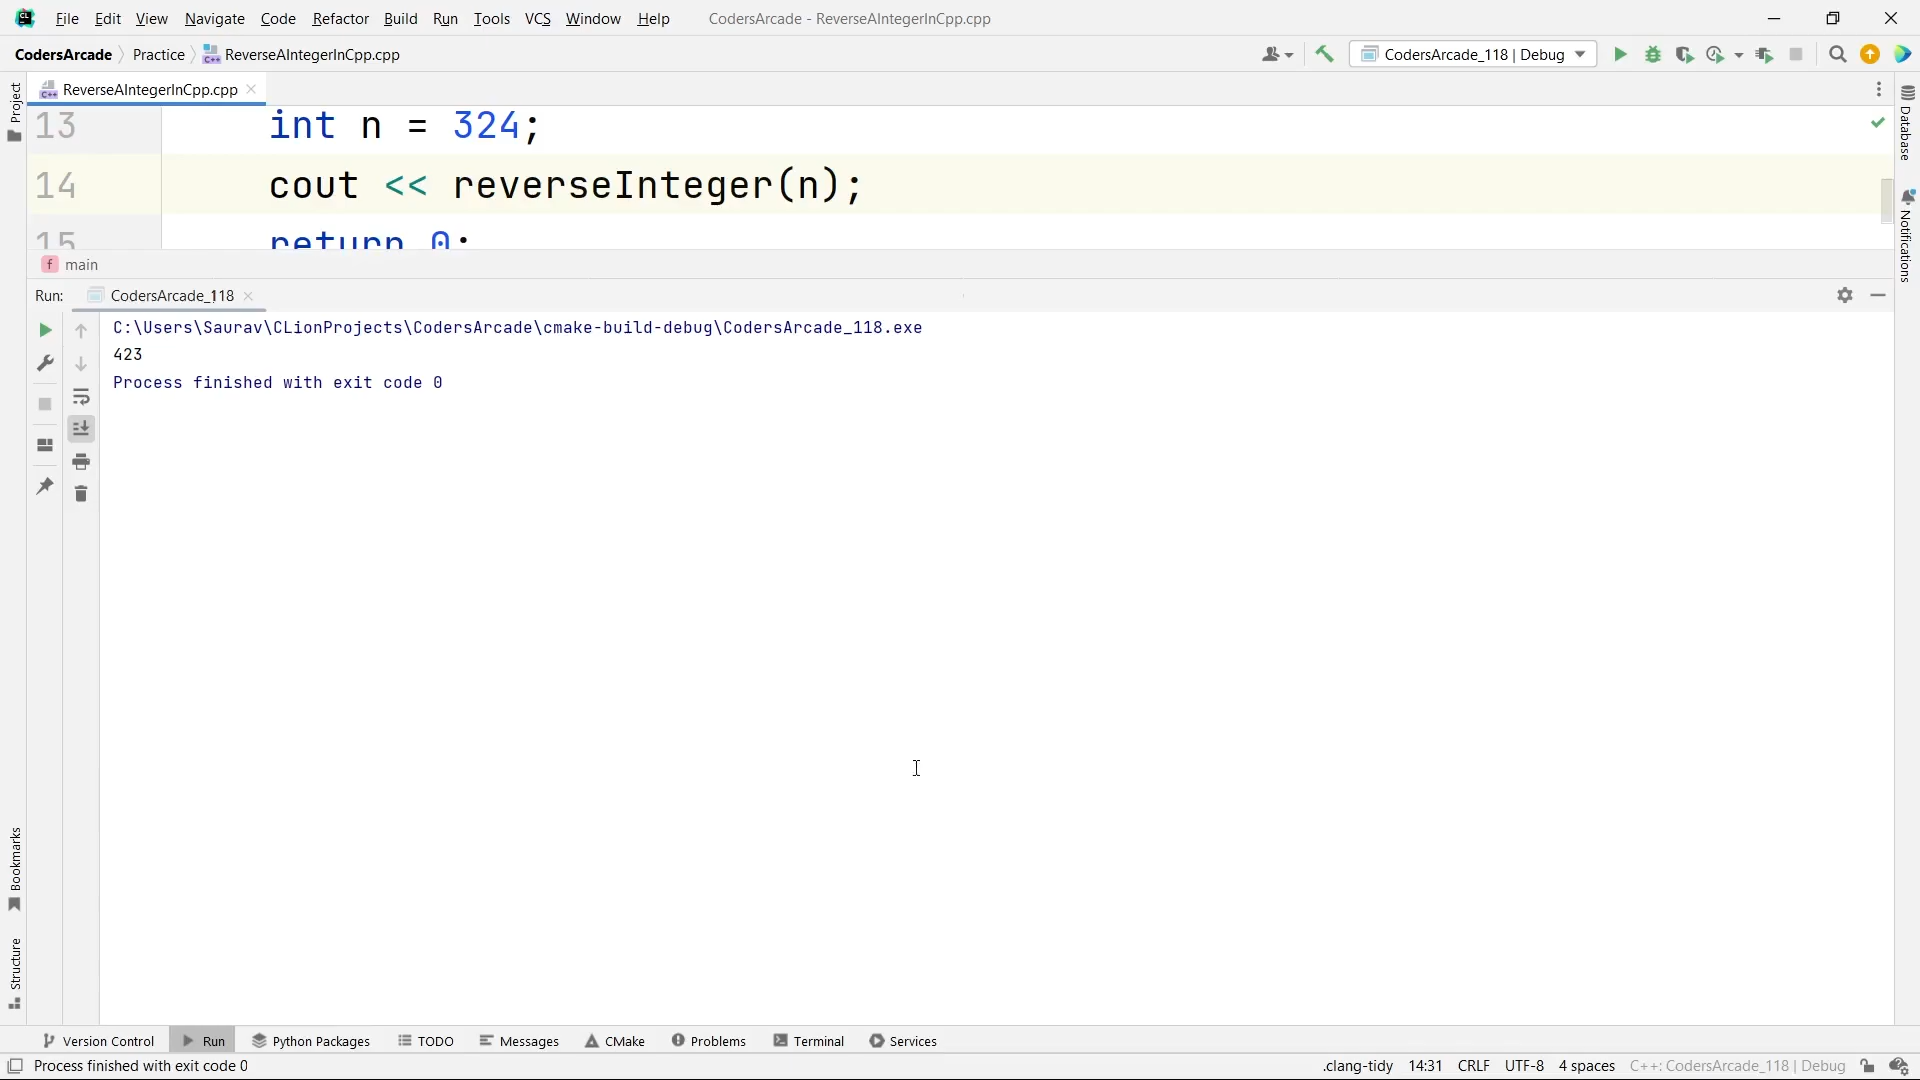 File Edit View Navigate Code Refactor Build Run Tools VCS Window Help CodersArcade - ReverseAIntegerInCpp.cpp
CodersArcade Practice ReverseAIntegerInCpp.cpp CodersArcade_118 | Debug
ReverseAIntegerInCpp.cpp
Project
Database
Notifications
13 int n = 324;
14 cout << reverseInteger(n);
15 return 0;
f main
Run: CodersArcade_118
C:\Users\Saurav\CLionProjects\CodersArcade\cmake-build-debug\CodersArcade_118.exe
423
Process finished with exit code 0
Bookmarks
Structure
Version Control Run Python Packages TODO Messages CMake Problems Terminal Services
Process finished with exit code 0 .clang-tidy 14:31 CRLF UTF-8 4 spaces C++: CodersArcade_118 | Debug